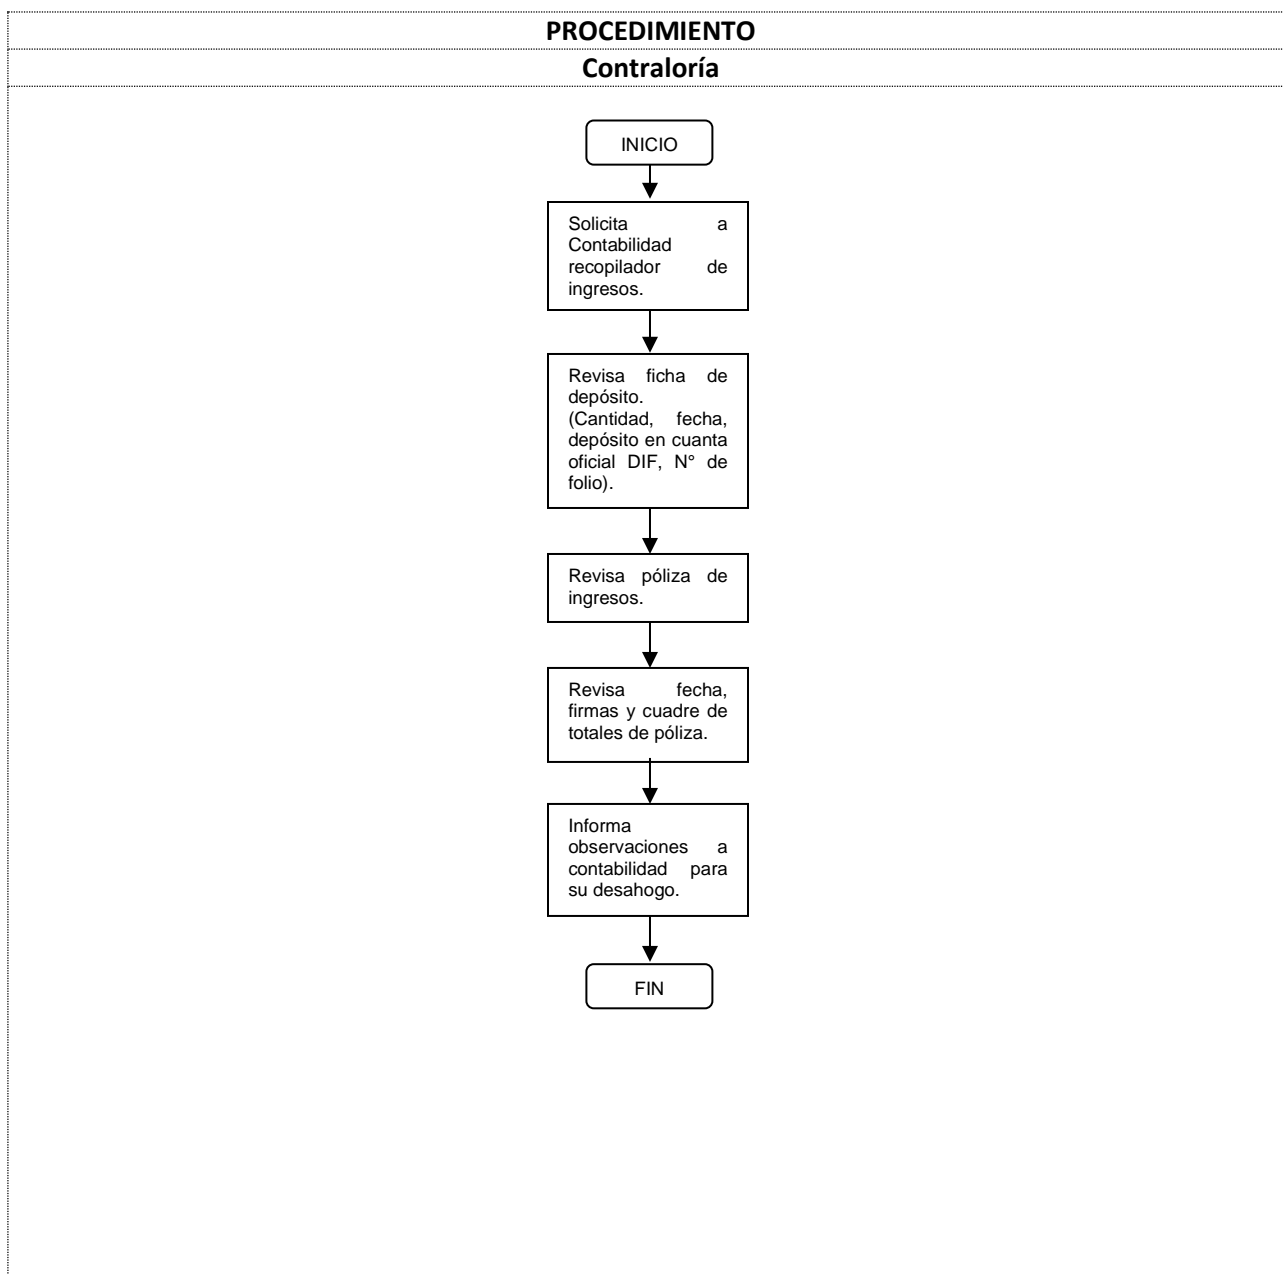 PROCEDIMIENTO
Contraloría
INICIO
Solicita a
Contabilidad
recopilador de
ingresos.
Revisa ficha de
depósito.
(Cantidad, fecha,
depósito en cuanta
oficial DIF, N° de
folio).
Revisa póliza de
ingresos.
Revisa fecha,
firmas y cuadre de
totales de póliza.
Informa
observaciones a
contabilidad para
su desahogo.
FIN